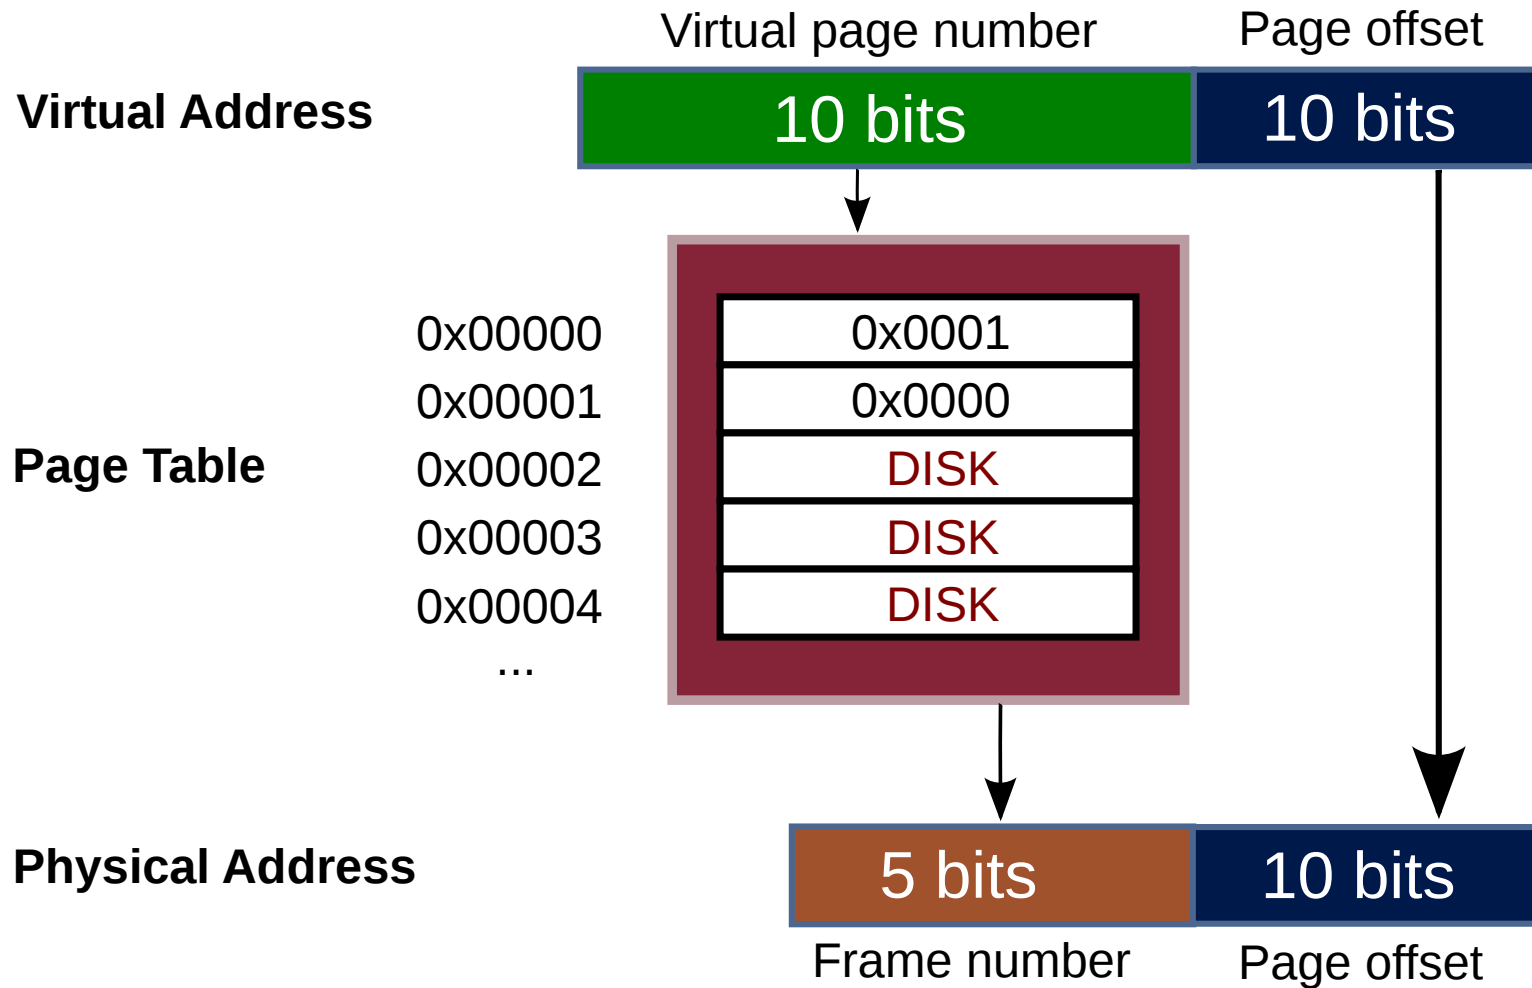 Virtual page number
Page offset
Virtual Address
10 bits
10 bits
Page Table
0x00000
0x0001
0x00001
0x0000
0x00002
DISK
0x00003
DISK
0x00004
DISK
...
Physical Address
5 bits
10 bits
Frame number
Page offset